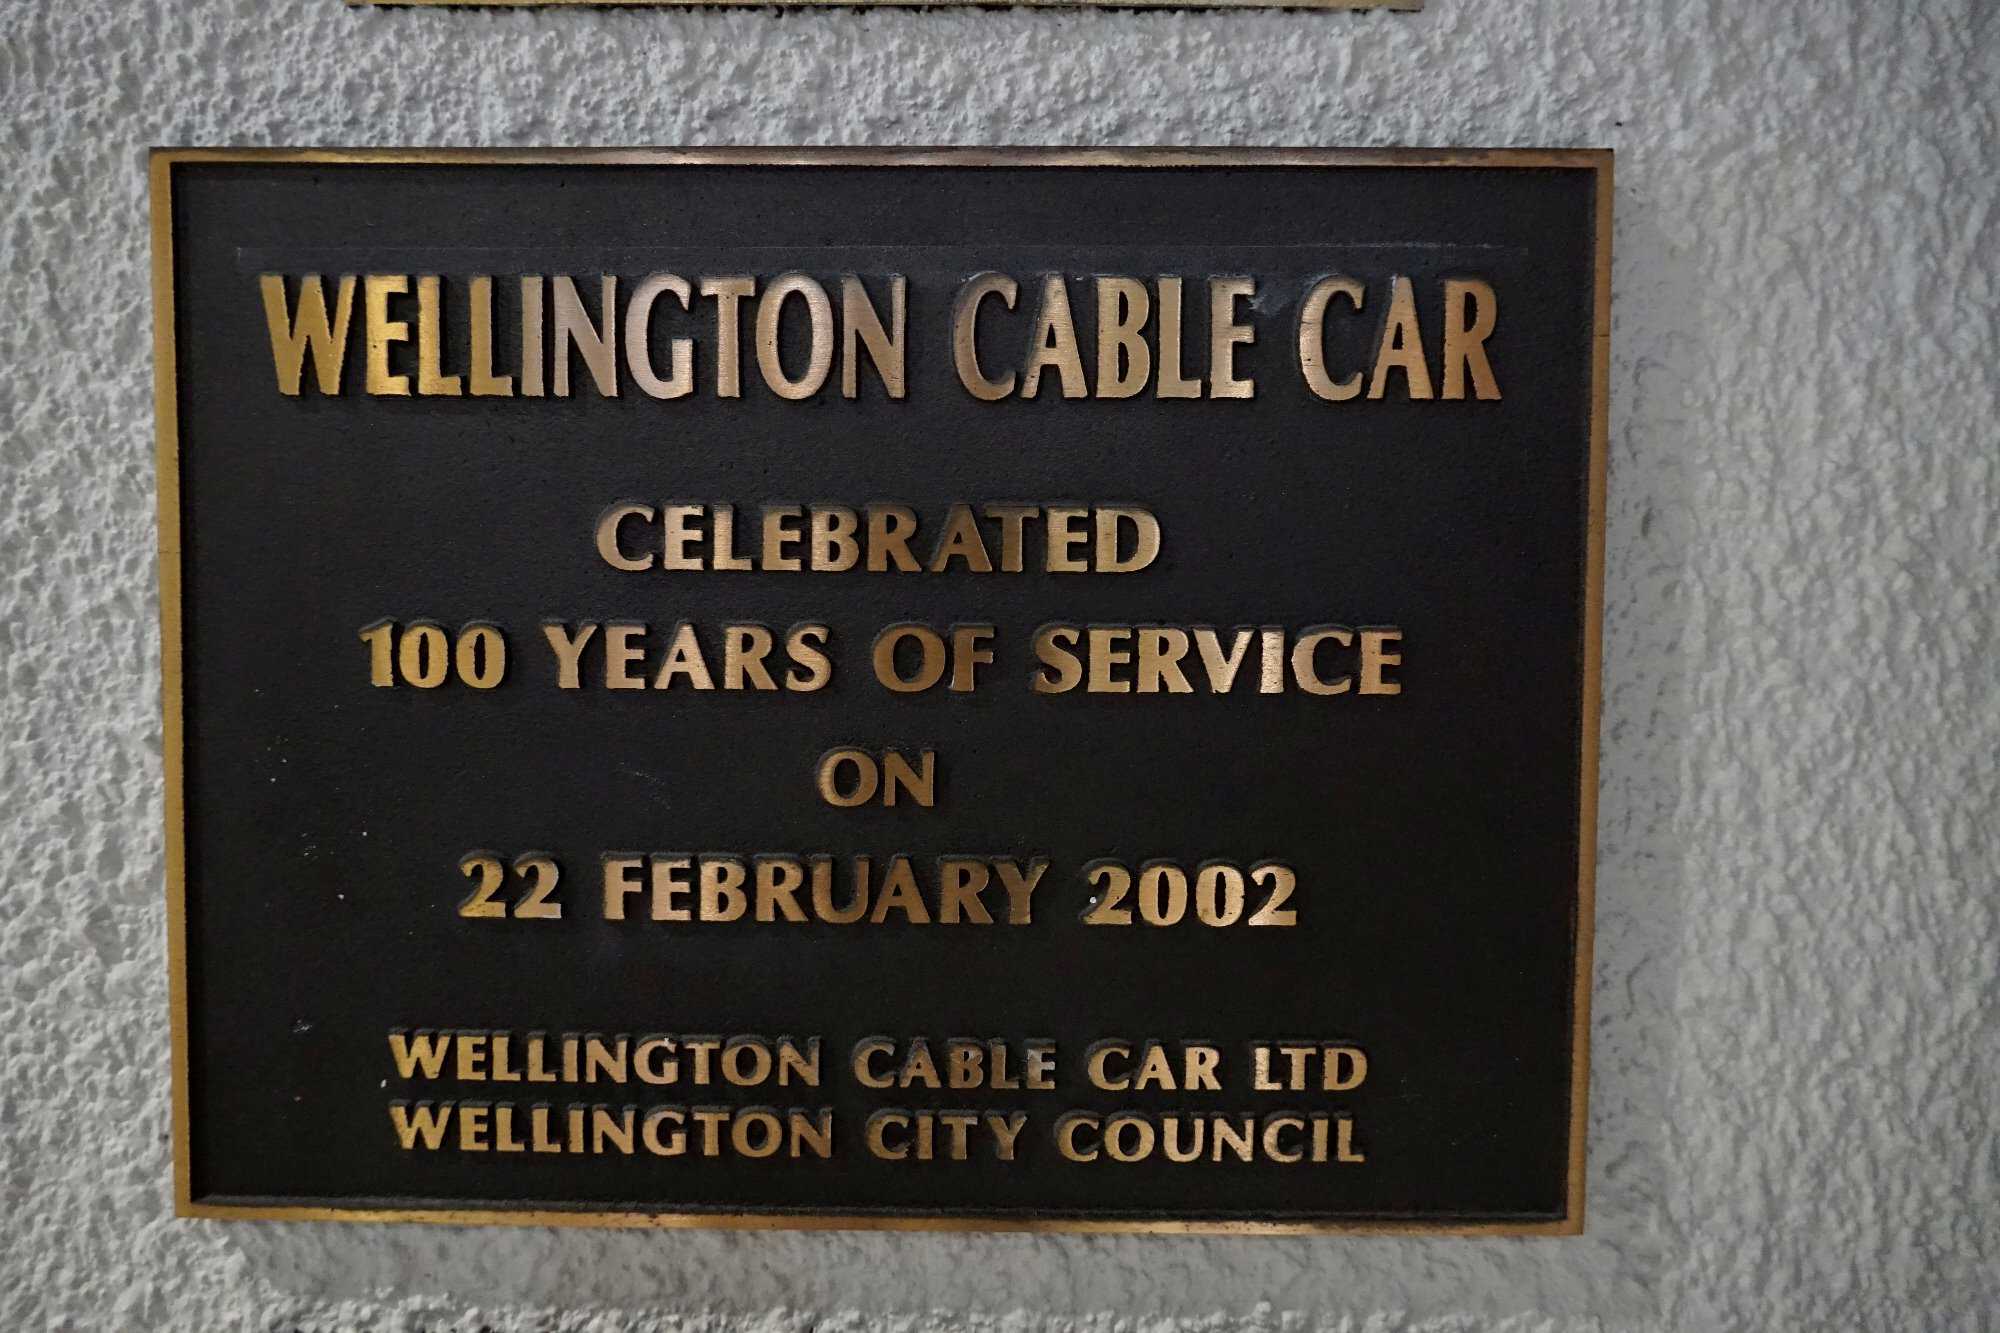 WELLINGTON CABLE CAR
CELEBRATED
100 YEARS OF SERVICE
ON
22 FEBRUARY 2002
WELLINGTON CABLE CAR LTD
WELLINGTON CITY COUNCIL